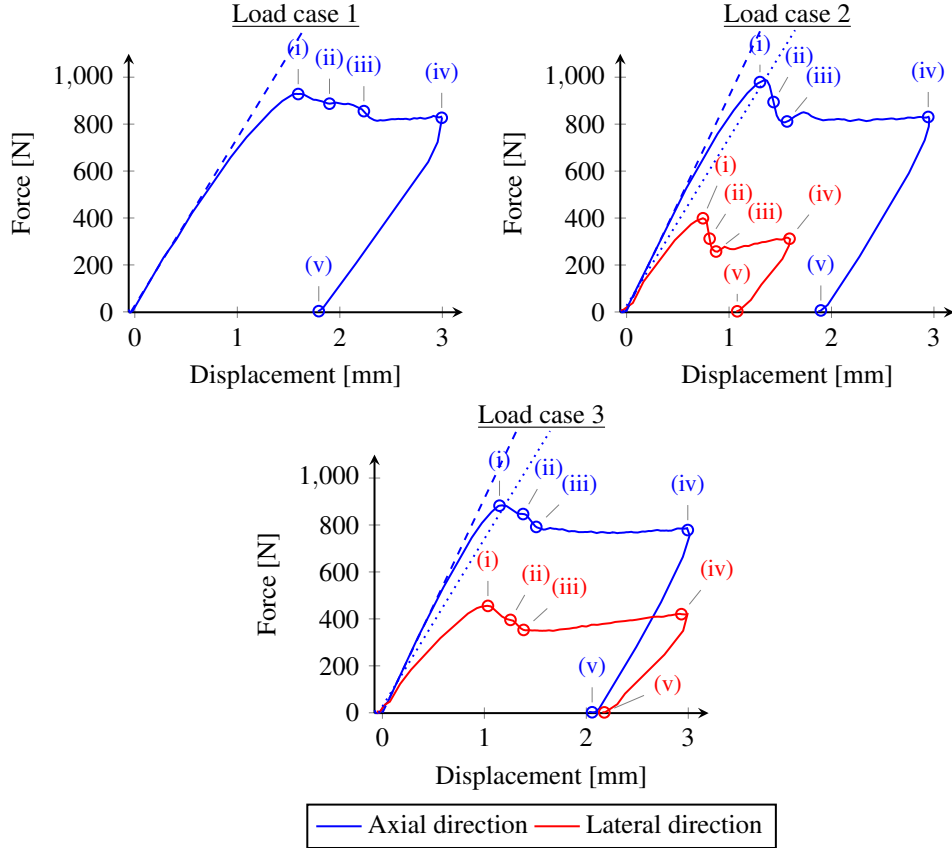 Load case 1
Load case 2
(i)
(ii)
(iii)
(iv)
(v)
1,000
800
600
400
200
0
Force [N]
0
1
2
3
Displacement [mm]
(i)
(ii)
(iii)
(iv)
(i)
(ii)
(iii)
(iv)
(v)
(v)
1,000
800
600
400
200
0
Force [N]
0
1
2
3
Displacement [mm]
Load case 3
(i)
(ii)
(iii)
(iv)
(i)
(ii)
(iii)
(iv)
(v)
(v)
1,000
800
600
400
200
0
Force [N]
0
1
2
3
Displacement [mm]
Axial direction
Lateral direction